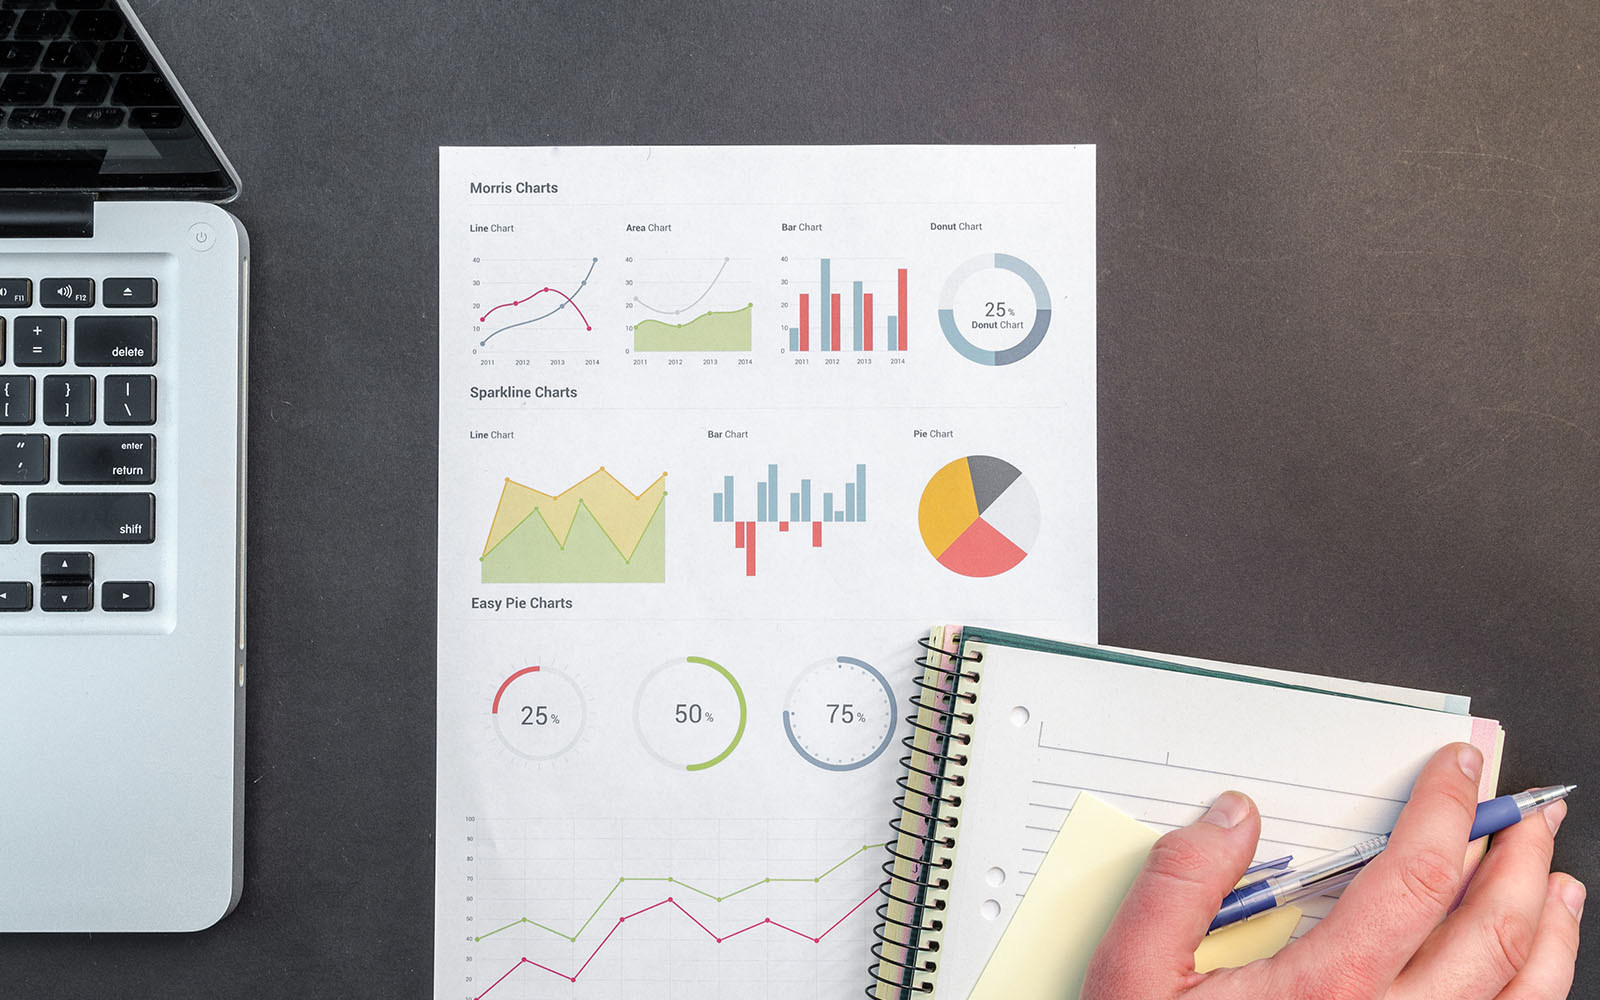 Morris Charts
Line Chart
Area Chart
Bar Chart
Donut Chart
40
30
20
10
0
2011 2012 2013 2014
40
30
20
10
0
2011 2012 2013 2014
40
30
20
10
0
2011 2012 2013 2014
25 %
Donut Chart
Sparkline Charts
Line Chart
Bar Chart
Pie Chart
Easy Pie Charts
25 %
50 %
75 %
100
90
80
70
60
50
40
30
20
F11
F12
+
=
delete
{
[
}
]
|
\
"
'
enter
return
shift